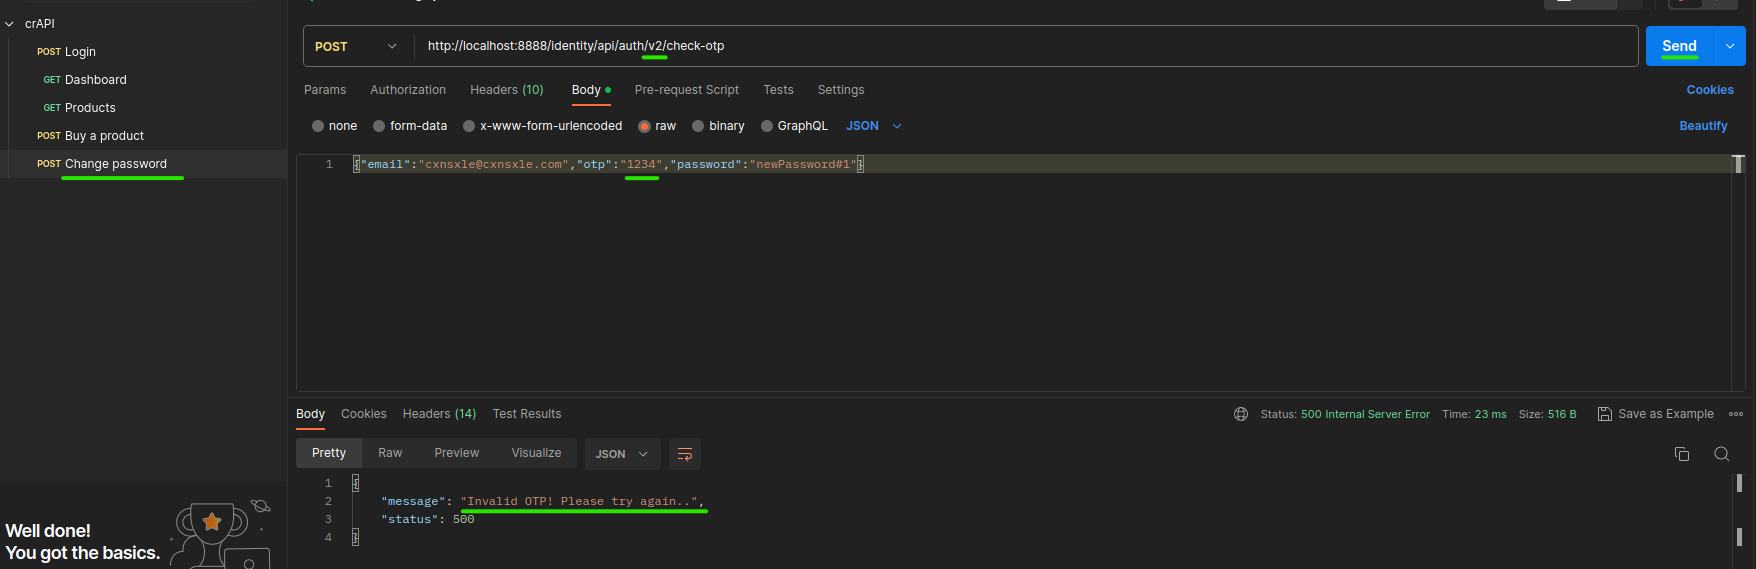 crAPI
POST Login
GET Dashboard
GET Products
POST Buy a product
POST Change password
Well done!
You got the basics.
POST http://localhost:8888/identity/api/auth/v2/check-otp Send
Params Authorization Headers (10) Body Pre-request Script Tests Settings Cookies
none form-data x-www-form-urlencoded raw binary GraphQL JSON Beautify
1 {"email":"cxnsxle@cxnsxle.com","otp":"1234","password":"newPassword#1"}
Body Cookies Headers (14) Test Results Status: 500 Internal Server Error Time: 23 ms Size: 516 B Save as Example
Pretty Raw Preview Visualize JSON
1 {
2 "message": "Invalid OTP! Please try again..",
3 "status": 500
4 }